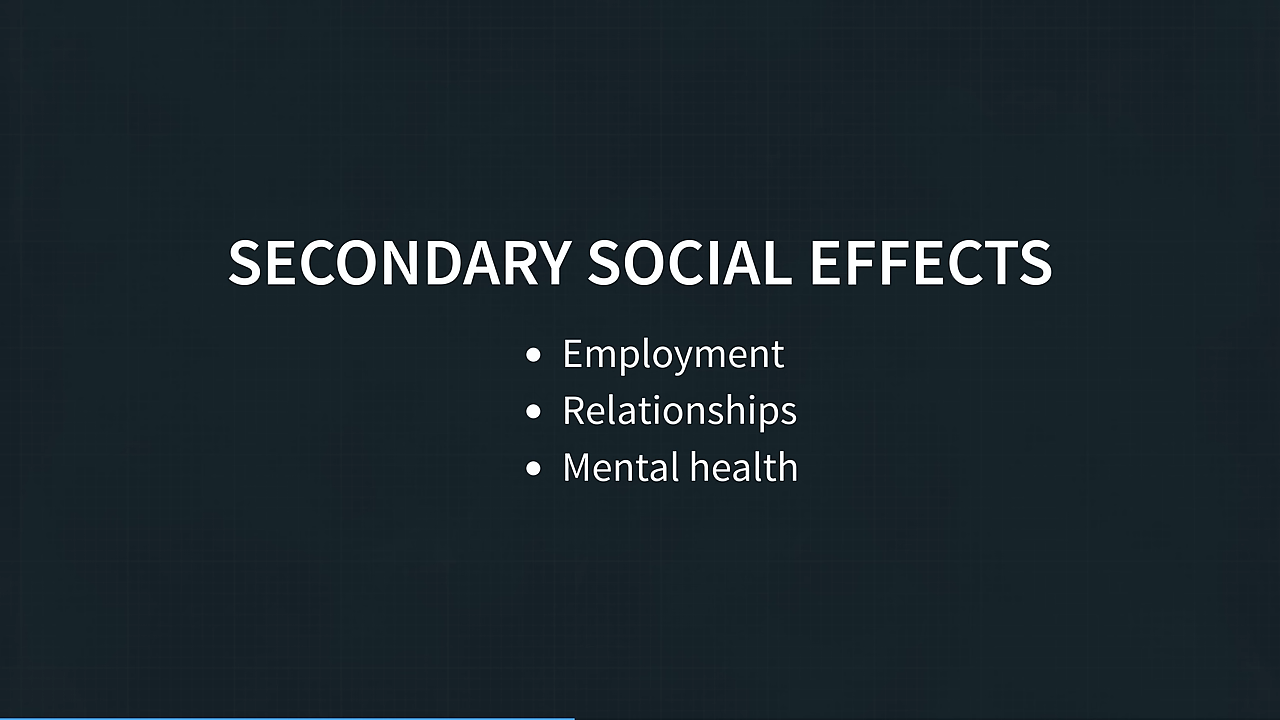 SECONDARY SOCIAL EFFECTS
• Employment
• Relationships
• Mental health